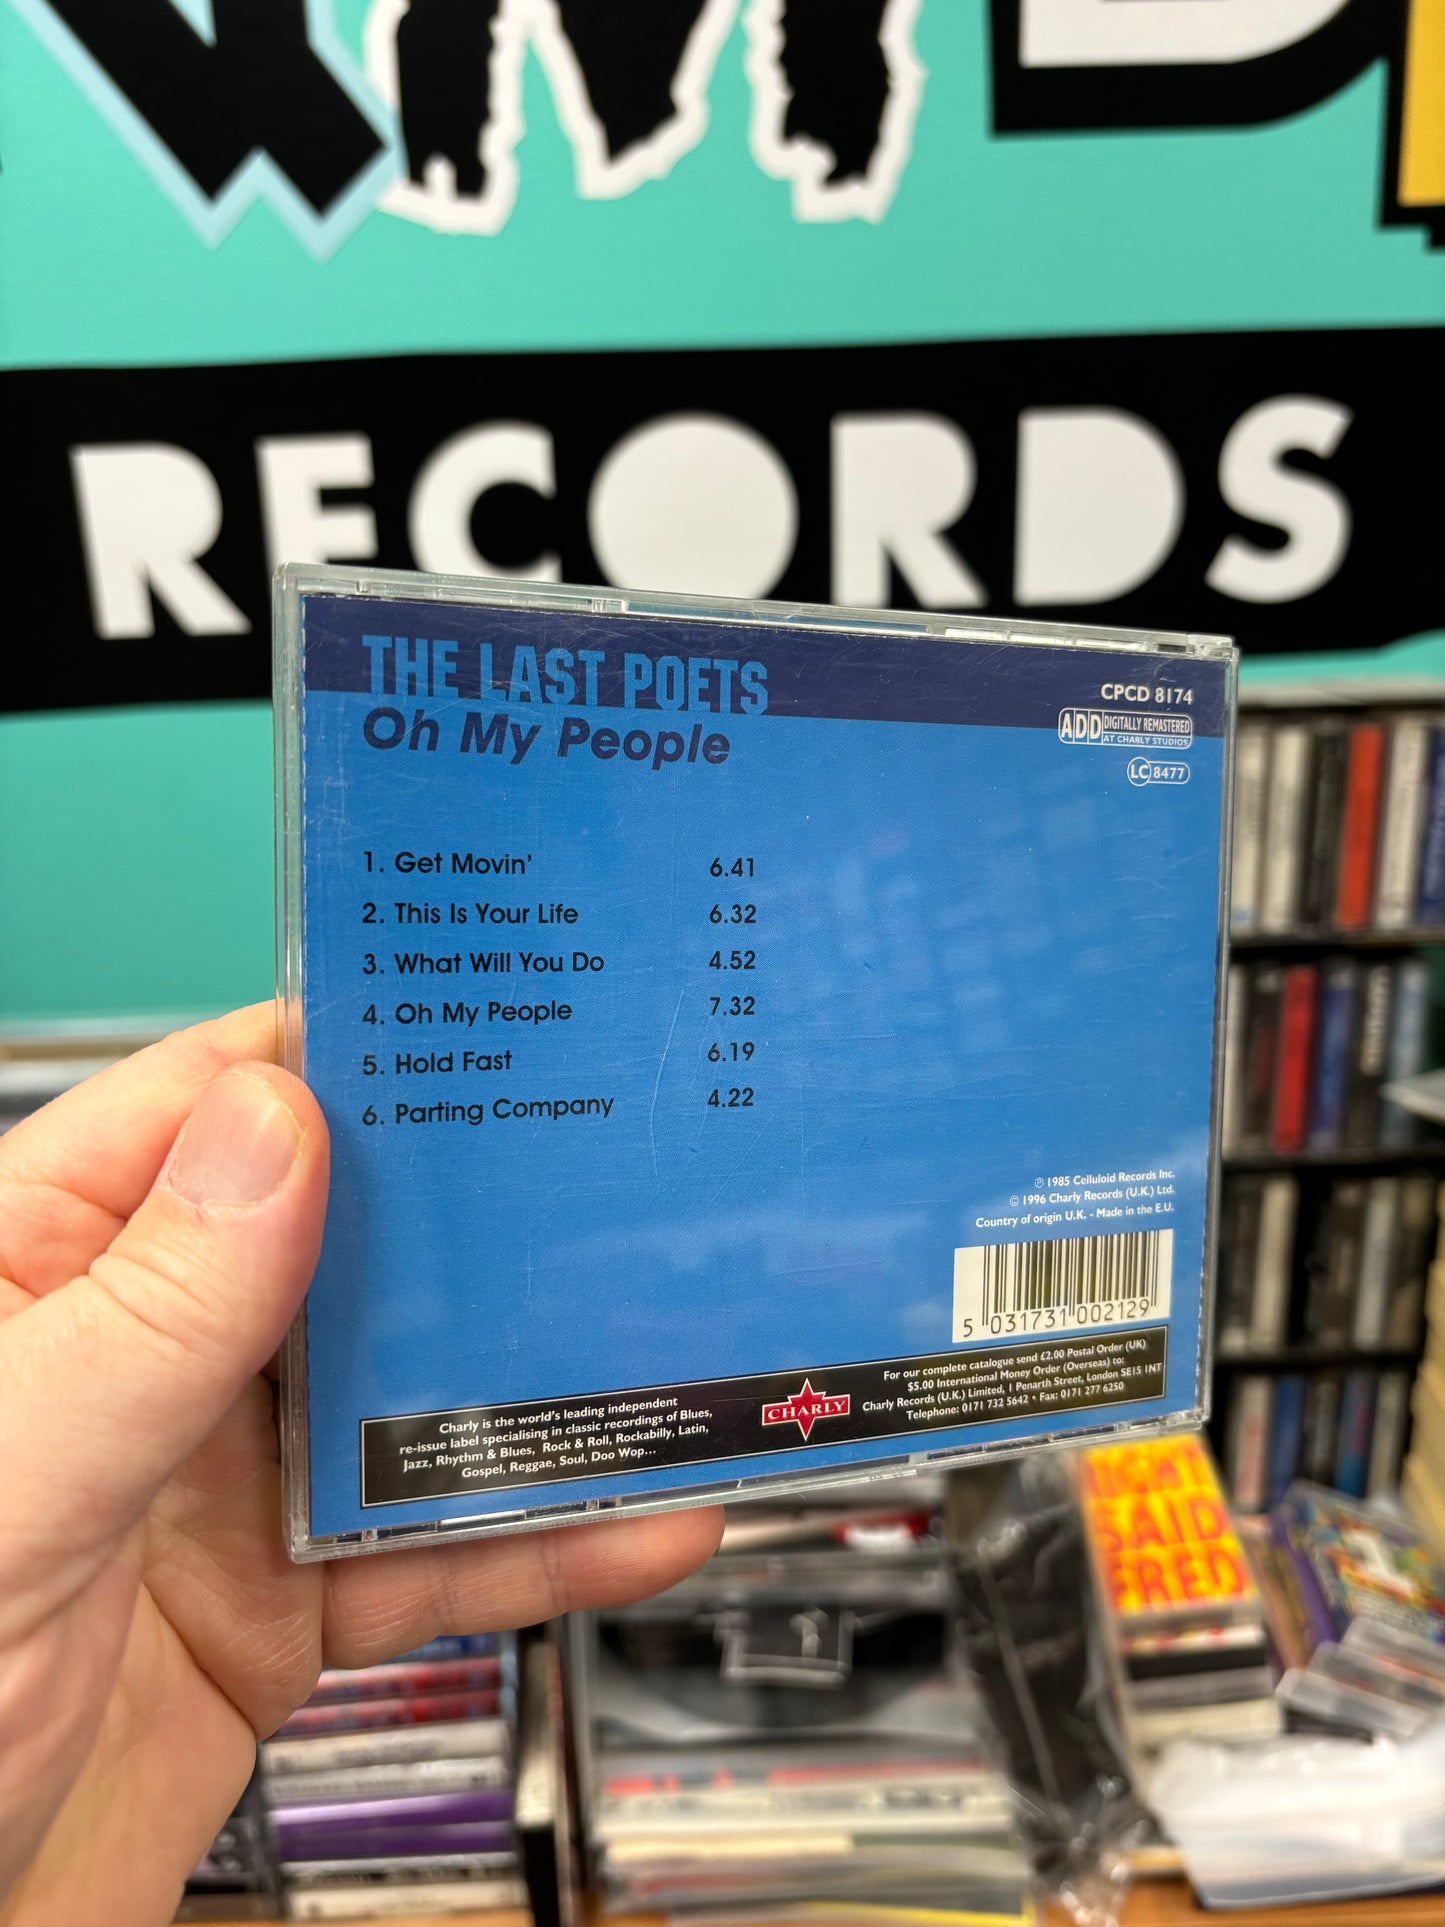 RECORDS
THE LAST POETS
Oh My People
CPCD 8174
ADD DIGITALLY REMASTERED
AT CHARLY STUDIOS
LC 8477
1. Get Movin' 6.41
2. This Is Your Life 6.32
3. What Will You Do 4.52
4. Oh My People 7.32
5. Hold Fast 6.19
6. Parting Company 4.22
℗ 1985 Celluloid Records Inc.
© 1996 Charly Records (U.K.) Ltd.
Country of origin U.K. - Made in the E.U.
5 031731 002129
Charly is the world's leading independent
re-issue label specialising in classic recordings of Blues,
Jazz, Rhythm & Blues, Rock & Roll, Rockabilly, Latin,
Gospel, Reggae, Soul, Doo Wop...
CHARLY
For our complete catalogue send £2.00 Postal Order (UK)
$5.00 International Money Order (Overseas) to:
Charly Records (U.K.) Limited, 1 Penarth Street, London SE15 1NT
Telephone: 0171 732 5642 • Fax: 0171 277 6250
SAID
FRED